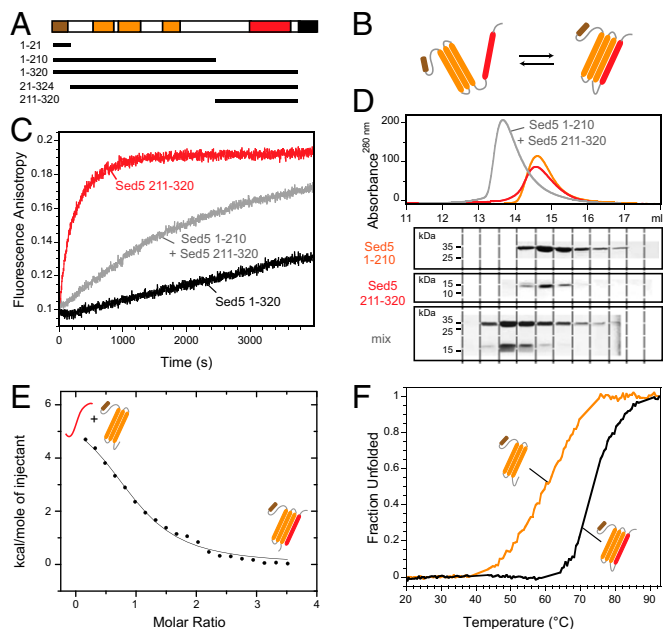 A
1-21
1-210
1-320
21-324
211-320
B
C
Fluorescence Anisotropy
0.2
0.18
0.16
0.14
0.12
0.1
Sed5 211-320
Sed5 1-210
+ Sed5 211-320
Sed5 1-320
0 1000 2000 3000
Time (s)
D
Absorbance 280 nm
200
100
0
Sed5 1-210
+ Sed5 211-320
11 12 13 14 15 16 17 ml
Sed5
1-210
kDa
35
25
Sed5
211-320
kDa
15
10
mix
kDa
35
25
15
E
kcal/mole of injectant
6
4
2
0
+
0 1 2 3 4
Molar Ratio
F
Fraction Unfolded
1
0.8
0.6
0.4
0.2
0
20 30 40 50 60 70 80 90
Temperature (°C)